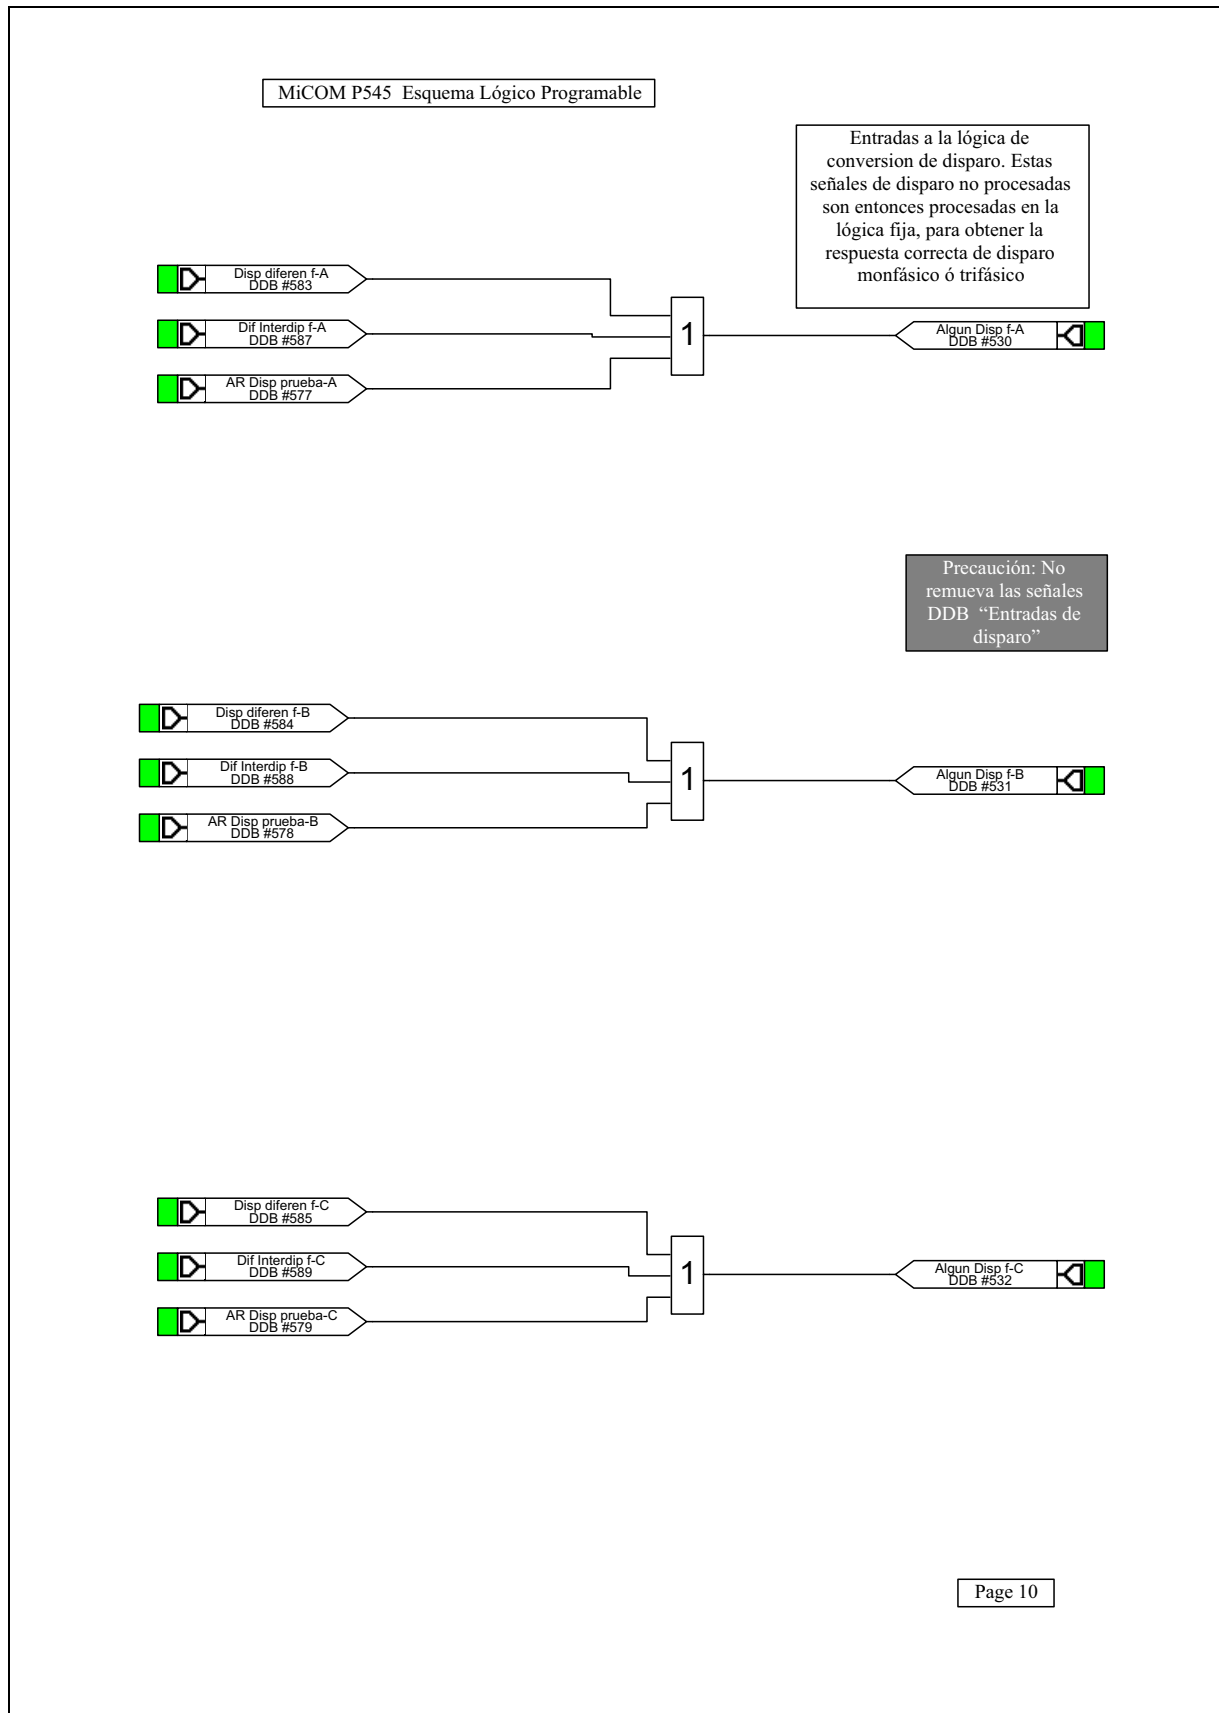 MiCOM P545  Esquema Lógico Programable
Entradas a la lógica de
conversion de disparo. Estas
señales de disparo no procesadas
son entonces procesadas en la
lógica fija, para obtener la
respuesta correcta de disparo
monfásico ó trifásico
Disp diferen f-A
DDB #583
Dif Interdip f-A
DDB #587
AR Disp prueba-A
DDB #577
1
Algun Disp f-A
DDB #530
Precaución: No
remueva las señales
DDB  “Entradas de
disparo”
Disp diferen f-B
DDB #584
Dif Interdip f-B
DDB #588
AR Disp prueba-B
DDB #578
1
Algun Disp f-B
DDB #531
Disp diferen f-C
DDB #585
Dif Interdip f-C
DDB #589
AR Disp prueba-C
DDB #579
1
Algun Disp f-C
DDB #532
Page 10